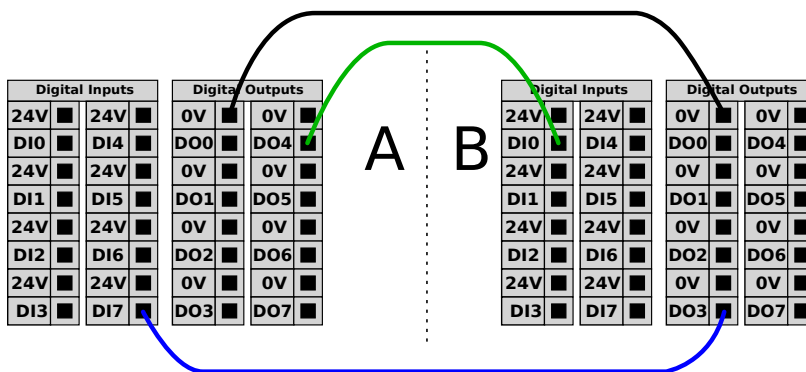 Digital Inputs Digital Outputs Digital Inputs Digital Outputs
24V 24V 0V 0V 24V 24V 0V 0V
DI0 DI4 DO0 DO4 A B DI0 DI4 DO0 DO4
24V 24V 0V 0V 24V 24V 0V 0V
DI1 DI5 DO1 DO5 DI1 DI5 DO1 DO5
24V 24V 0V 0V 24V 24V 0V 0V
DI2 DI6 DO2 DO6 DI2 DI6 DO2 DO6
24V 24V 0V 0V 24V 24V 0V 0V
DI3 DI7 DO3 DO7 DI3 DI7 DO3 DO7